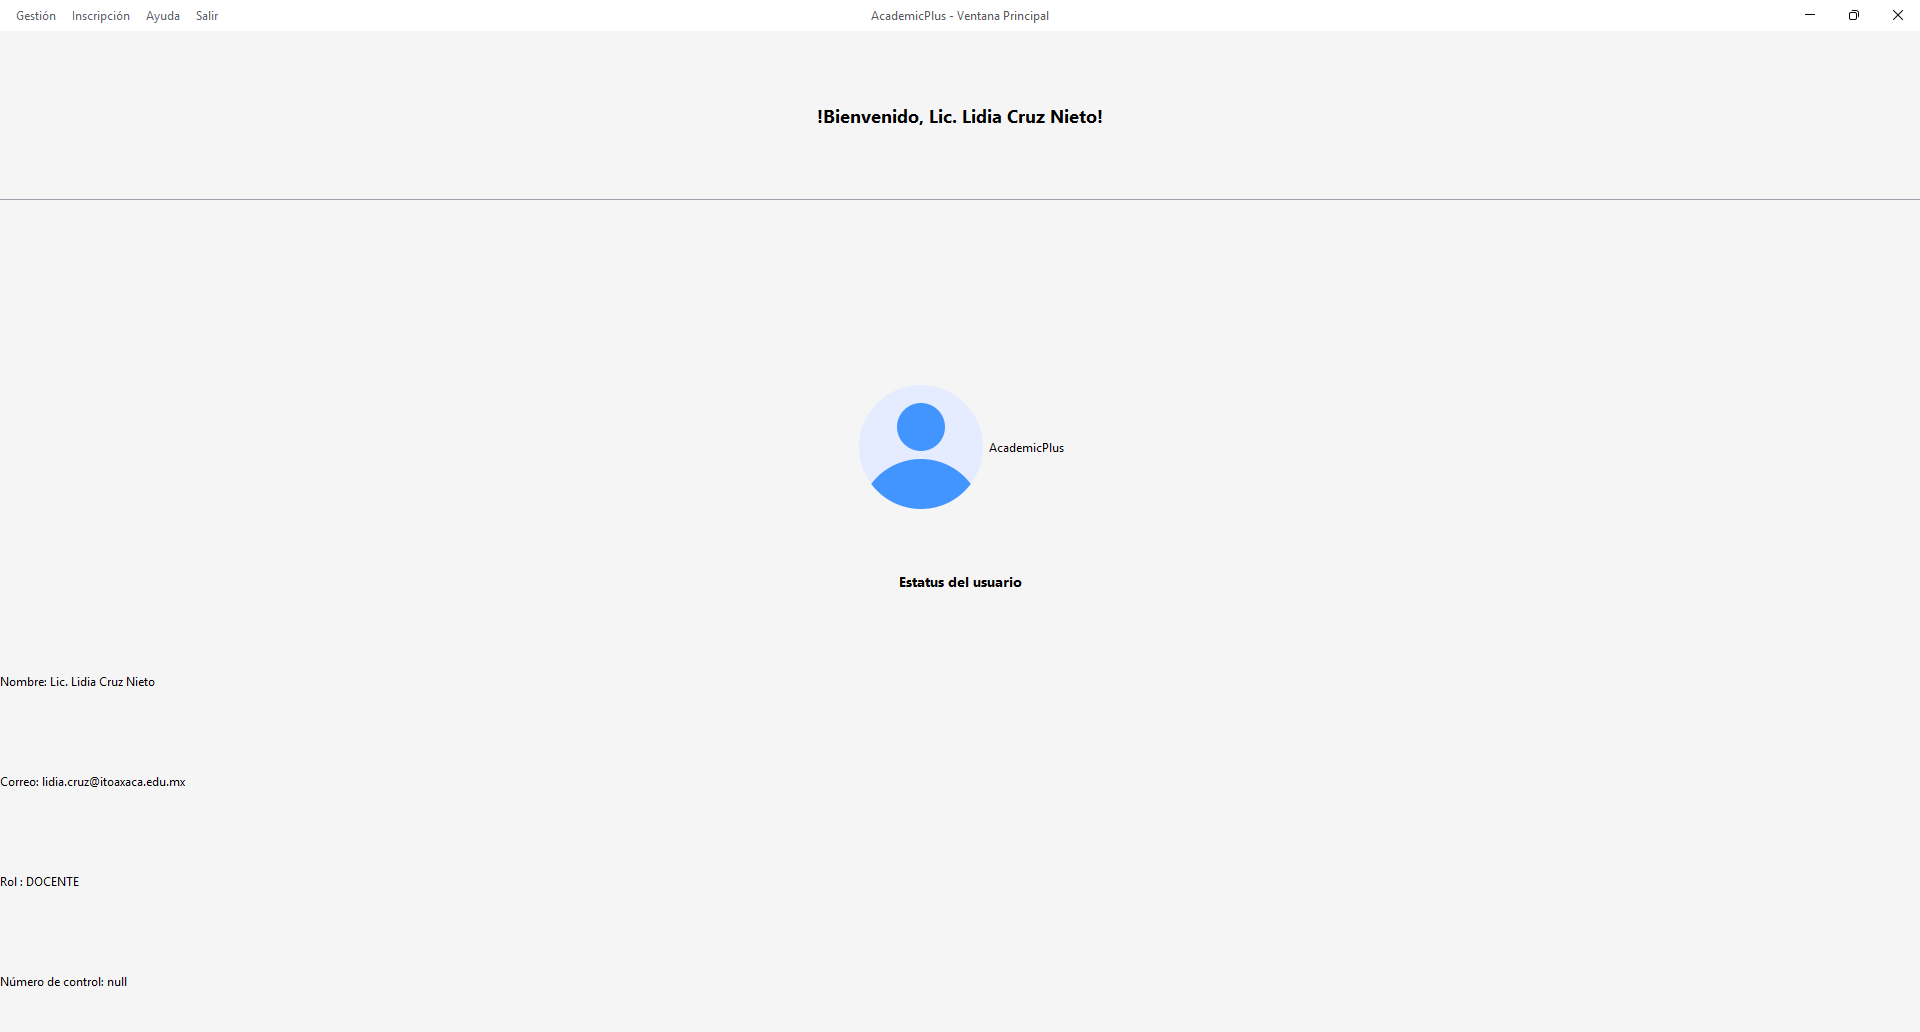 Gestión Inscripción Ayuda Salir AcademicPlus - Ventana Principal
!Bienvenido, Lic. Lidia Cruz Nieto!
AcademicPlus
Estatus del usuario
Nombre: Lic. Lidia Cruz Nieto
Correo: lidia.cruz@itoaxaca.edu.mx
Rol : DOCENTE
Número de control: null